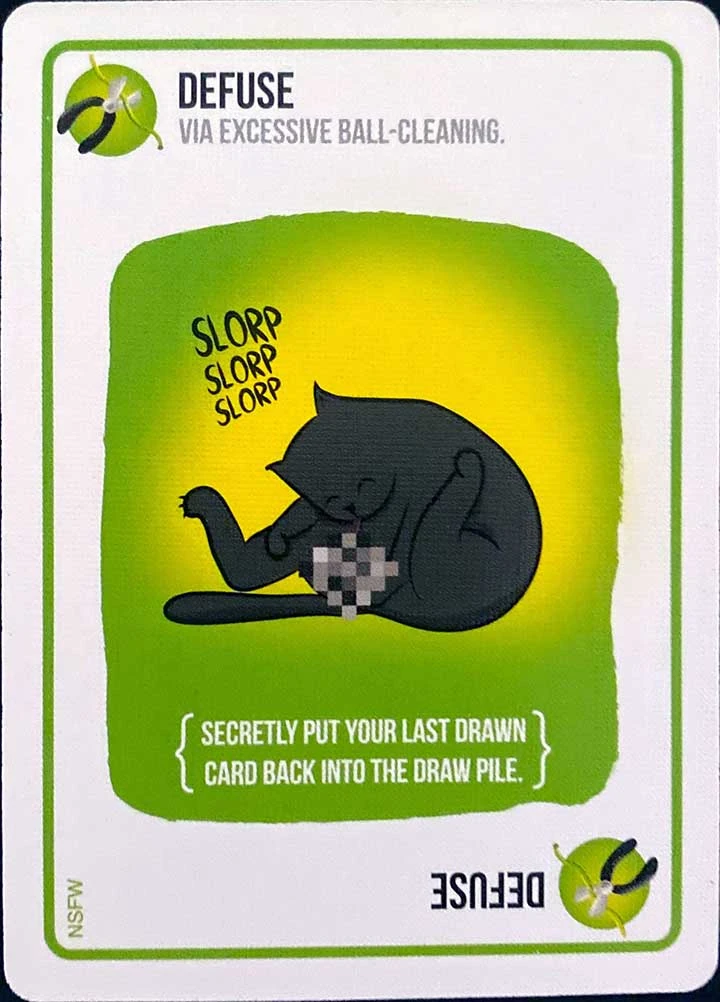 DEFUSE
VIA EXCESSIVE BALL-CLEANING.
SLORP
SLORP
SLORP
SECRETLY PUT YOUR LAST DRAWN
CARD BACK INTO THE DRAW PILE.
DEFUSE
NSFW